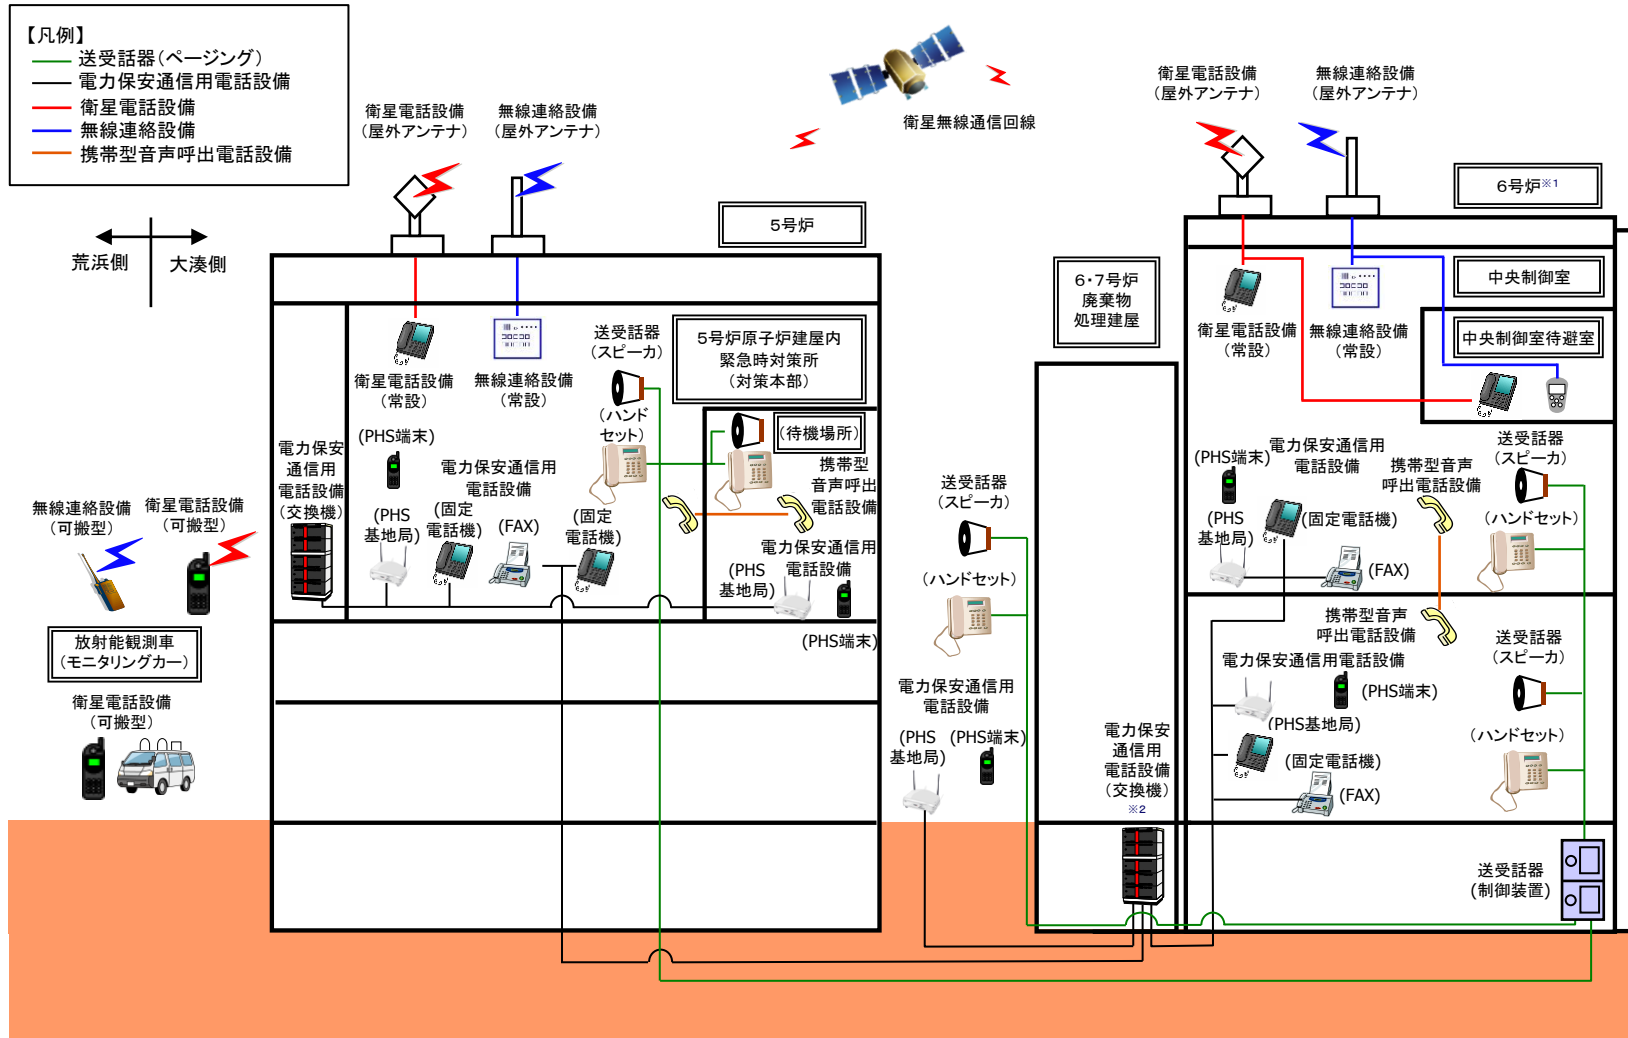 【凡例】
送受話器(ページング)
電力保安通信用電話設備
衛星電話設備
無線連絡設備
携帯型音声呼出電話設備
荒浜側
大湊側
衛星電話設備
(屋外アンテナ)
無線連絡設備
(屋外アンテナ)
衛星無線通信回線
衛星電話設備
(屋外アンテナ)
無線連絡設備
(屋外アンテナ)
5号炉
6号炉※1
6・7号炉
廃棄物
処理建屋
中央制御室
中央制御室待避室
衛星電話設備
(常設)
無線連絡設備
(常設)
送受話器
(スピーカ)
(ハンド
セット)
5号炉原子炉建屋内
緊急時対策所
(対策本部)
(待機場所)
衛星電話設備
(常設)
無線連絡設備
(常設)
電力保安
通信用
電話設備
(交換機)
(PHS端末)
電力保安通信用
電話設備
(PHS
基地局)
(固定
電話機)
(FAX)
(固定
電話機)
携帯型
音声呼出
電話設備
電力保安通信用
電話設備
(PHS
基地局)
(PHS端末)
無線連絡設備
(可搬型)
衛星電話設備
(可搬型)
放射能観測車
(モニタリングカー)
衛星電話設備
(可搬型)
送受話器
(スピーカ)
(ハンドセット)
電力保安通信用
電話設備
(PHS
基地局)
(PHS端末)
電力保安
通信用
電話設備
(交換機)
※2
(PHS端末)
電力保安通信用
電話設備
(PHS
基地局)
(固定電話機)
(FAX)
携帯型音声
呼出電話設備
送受話器
(スピーカ)
(ハンドセット)
携帯型音声
呼出電話設備
電力保安通信用電話設備
(PHS端末)
(PHS基地局)
(固定電話機)
(FAX)
送受話器
(スピーカ)
(ハンドセット)
送受話器
(制御装置)